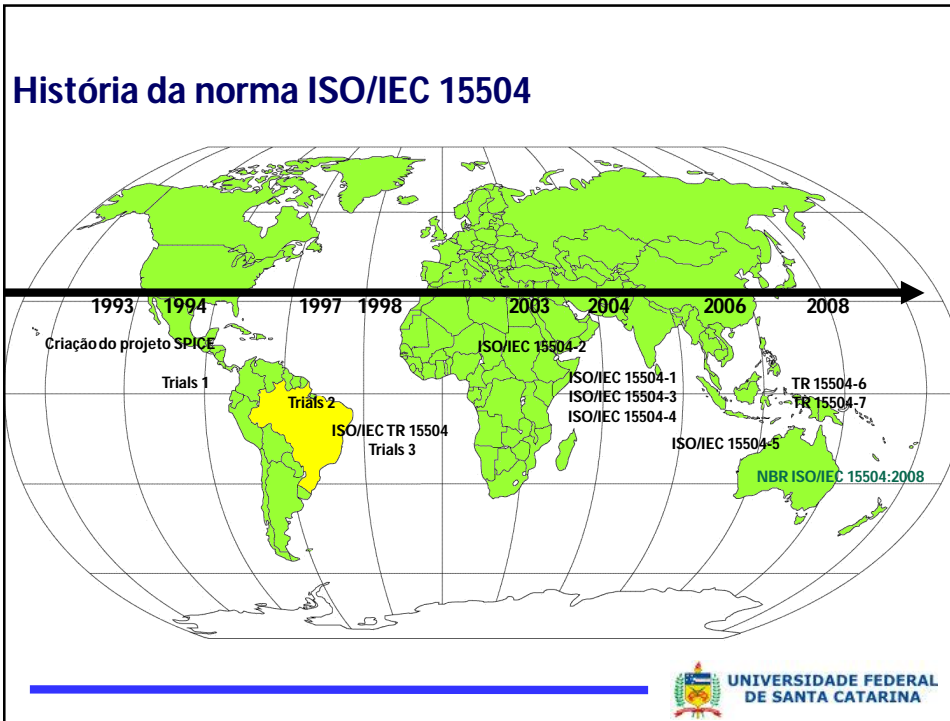 História da norma ISO/IEC 15504
1993 1994 1997 1998 2003 2004 2006 2008
Criação do projeto SPICE
Trials 1
Trials 2
ISO/IEC TR 15504
Trials 3
ISO/IEC 15504-2
ISO/IEC 15504-1
ISO/IEC 15504-3
ISO/IEC 15504-4
ISO/IEC 15504-5
TR 15504-6
TR 15504-7
NBR ISO/IEC 15504:2008
UNIVERSIDADE FEDERAL
DE SANTA CATARINA